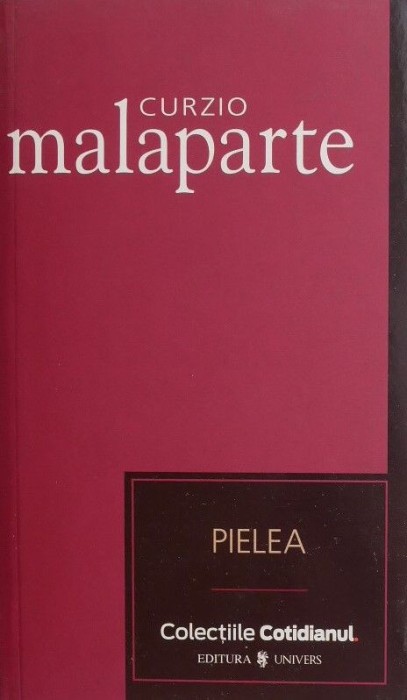 CURZIO
malaparte
PIELEA
Colecțiile Cotidianul.
EDITURA UNIVERS